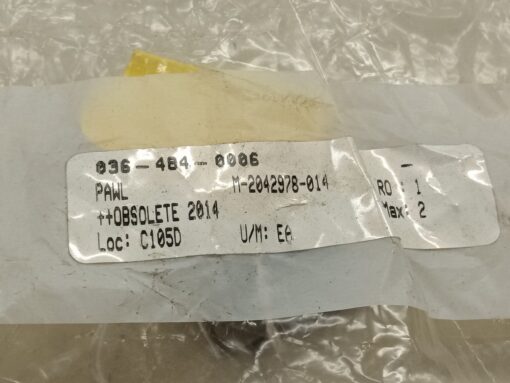 036-484-0006 -
PAWL M-2042978-014 RO : 1
††OBSOLETE 2014 Max: 2
Loc: C105D U/M: EA